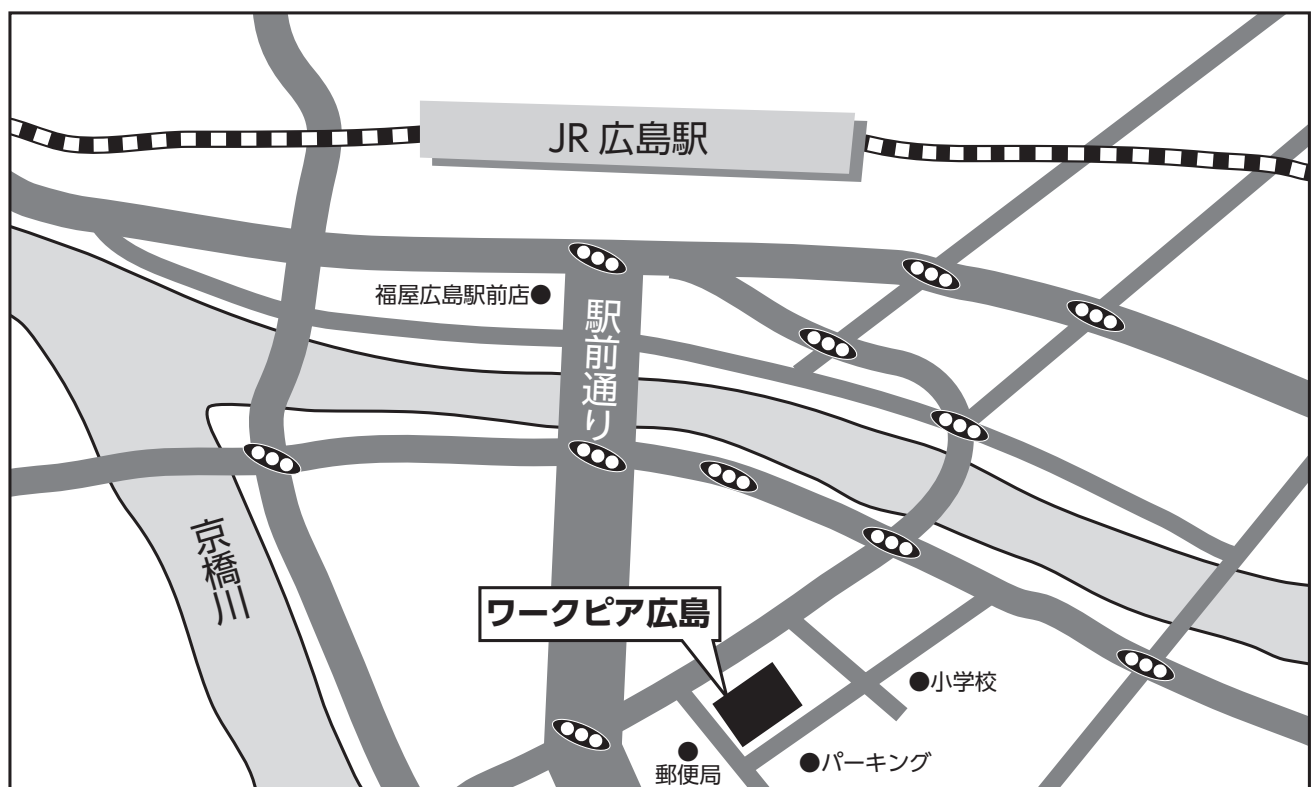 JR 広島駅
福屋広島駅前店
駅前通り
京橋川
ワークピア広島
小学校
パーキング
郵便局